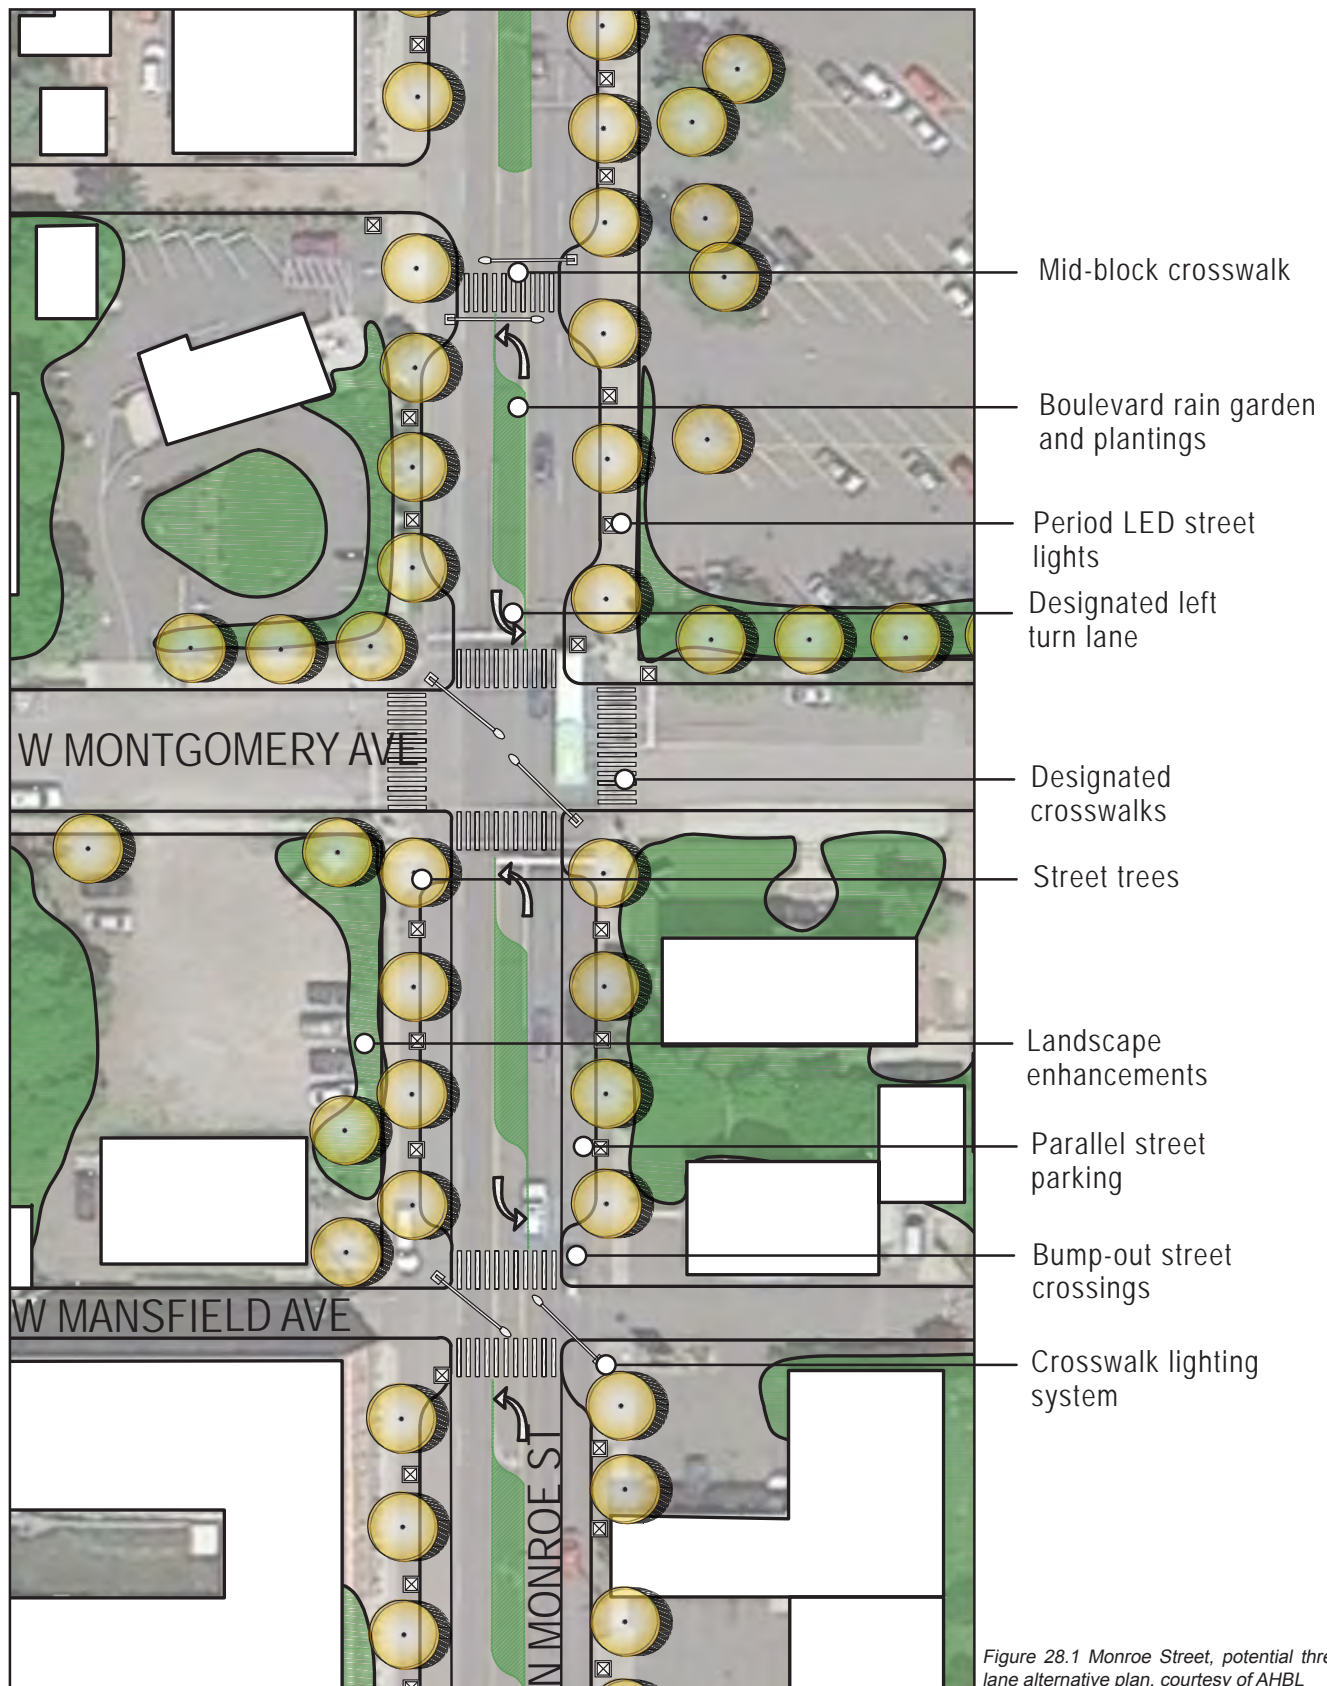 Mid-block crosswalk
Boulevard rain garden
and plantings
Period LED street
lights
Designated left
turn lane
W MONTGOMERY AVE
Designated
crosswalks
Street trees
Landscape
enhancements
Parallel street
parking
Bump-out street
crossings
W MANSFIELD AVE
Crosswalk lighting
system
N MONROE ST
Figure 28.1 Monroe Street, potential thre
lane alternative plan, courtesy of AHBL